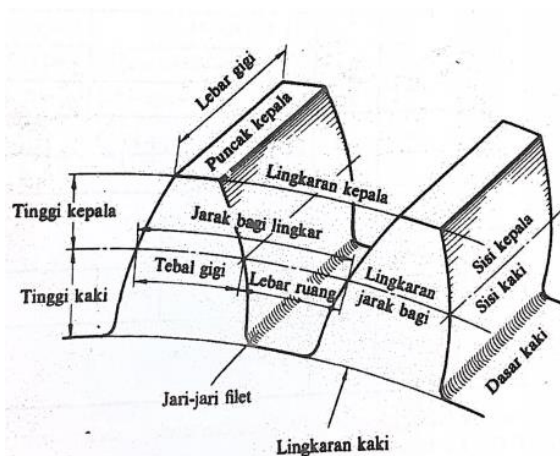 Lebar gigi
Puncak kepala
Lingkaran kepala
Tinggi kepala
Jarak bagi lingkar
Sisi kepala
Tinggi kaki
Tebal gigi
Lebar ruang
Lingkaran
jarak bagi
Sisi kaki
Dasar kaki
Jari-jari filet
Lingkaran kaki